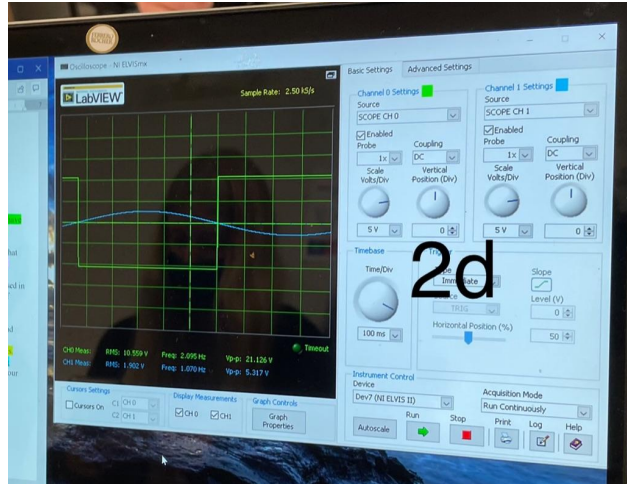 FERRERO
ROCHER
Oscilloscope - NI ELVISmx
LabVIEW
Sample Rate: 2.50 kS/s
CH0 Meas: RMS: 10.559 V Freq: 2.095 Hz Vp-p: 21.126 V
CH1 Meas: RMS: 1.902 V Freq: 1.070 Hz Vp-p: 5.317 V
Timeout
Cursors Settings
Cursors On C1 CH 0
C2 CH 1
Display Measurements
CH 0 CH1
Graph Controls
Graph
Properties
Basic Settings Advanced Settings
Channel 0 Settings
Source
SCOPE CH 0
Enabled
Probe Coupling
1x DC
Scale Vertical
Volts/Div Position (Div)
5 V 0
Channel 1 Settings
Source
SCOPE CH 1
Enabled
Probe Coupling
1x DC
Scale Vertical
Volts/Div Position (Div)
5 V 0
Timebase
Time/Div
100 ms
2d
Trigger
Immediate
TRIG
Horizontal Position (%)
Slope
Level (V)
0
50
Instrument Control
Device
Dev7 (NI ELVIS II)
Acquisition Mode
Run Continuously
Autoscale Run Stop Print Log Help